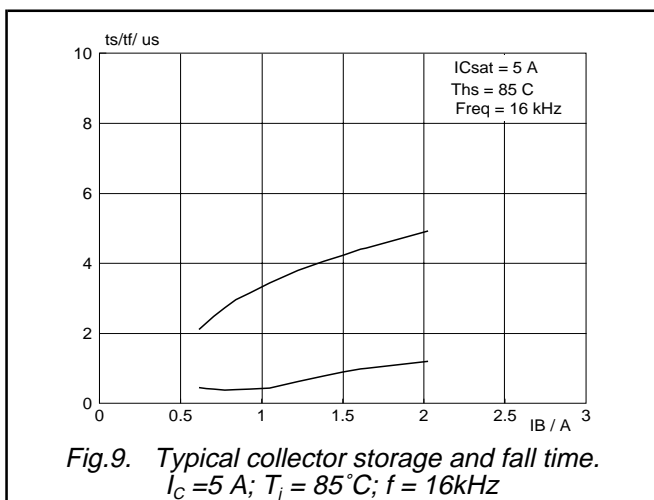 ts/tf/ us
10
ICsat = 5 A
Ths = 85 C
Freq = 16 kHz
8
6
4
2
0
0 0.5 1 1.5 2 2.5 3
IB / A
Fig.9. Typical collector storage and fall time.
IC =5 A; Tj = 85˚C; f = 16kHz